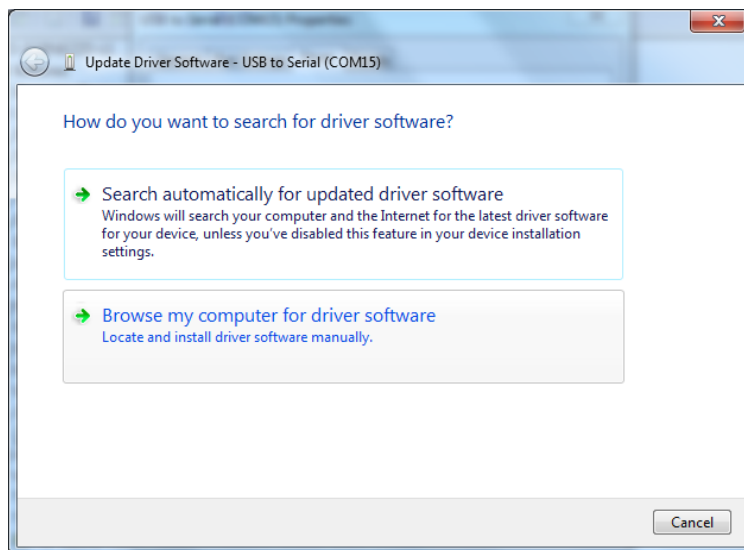 Update Driver Software - USB to Serial (COM15)
How do you want to search for driver software?
Search automatically for updated driver software
Windows will search your computer and the Internet for the latest driver software
for your device, unless you've disabled this feature in your device installation
settings.
Browse my computer for driver software
Locate and install driver software manually.
Cancel